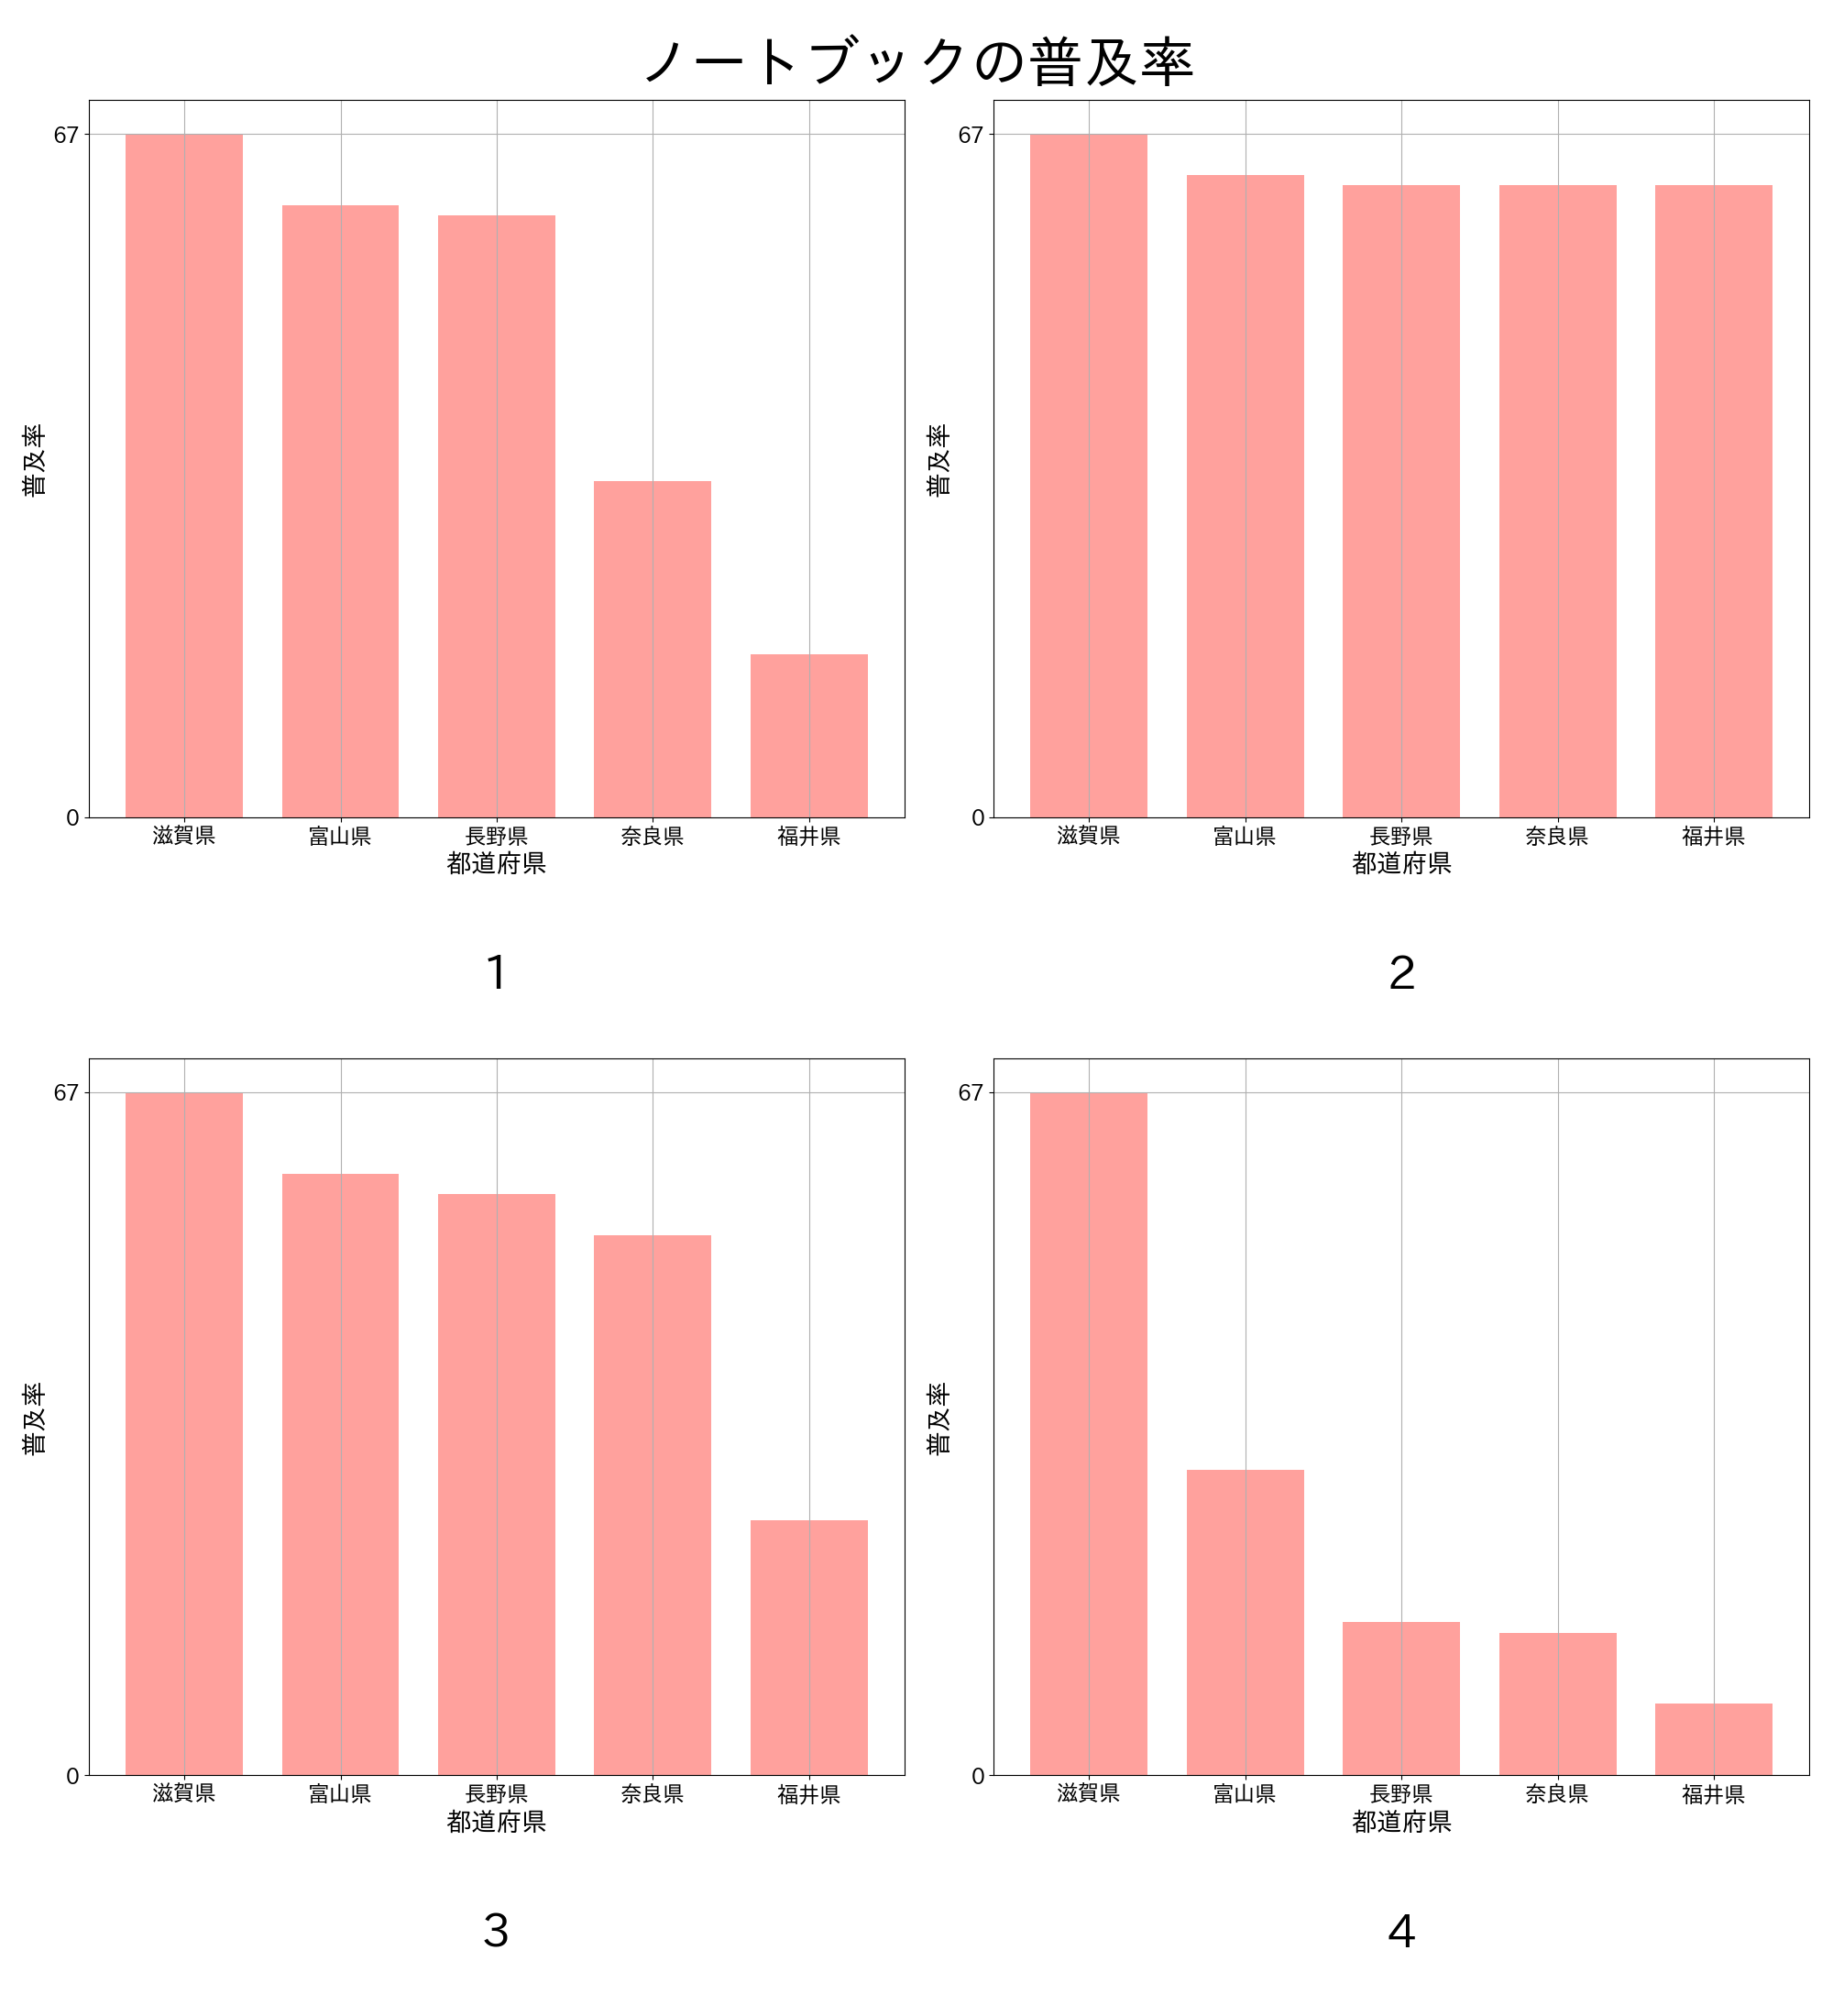 ノートブックの普及率
67
0
普及率
滋賀県 富山県 長野県 奈良県 福井県
都道府県
1
67
0
普及率
滋賀県 富山県 長野県 奈良県 福井県
都道府県
2
67
0
普及率
滋賀県 富山県 長野県 奈良県 福井県
都道府県
3
67
0
普及率
滋賀県 富山県 長野県 奈良県 福井県
都道府県
4